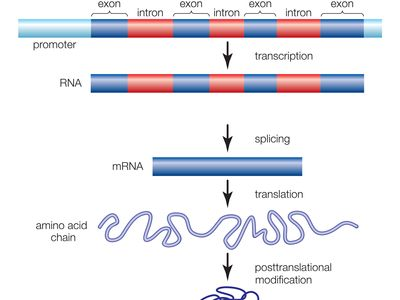 exon exon exon exon
intron intron intron
promoter
transcription
RNA
splicing
mRNA
translation
amino acid
chain
posttranslational
modification